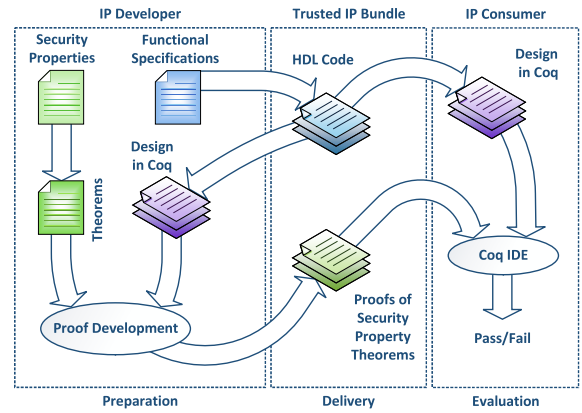 IP Developer
Trusted IP Bundle
IP Consumer
Security
Properties
Functional
Specifications
HDL Code
Design
in Coq
Design
in Coq
Theorems
Coq IDE
Proof Development
Proofs of
Security
Property
Theorems
Pass/Fail
Preparation
Delivery
Evaluation